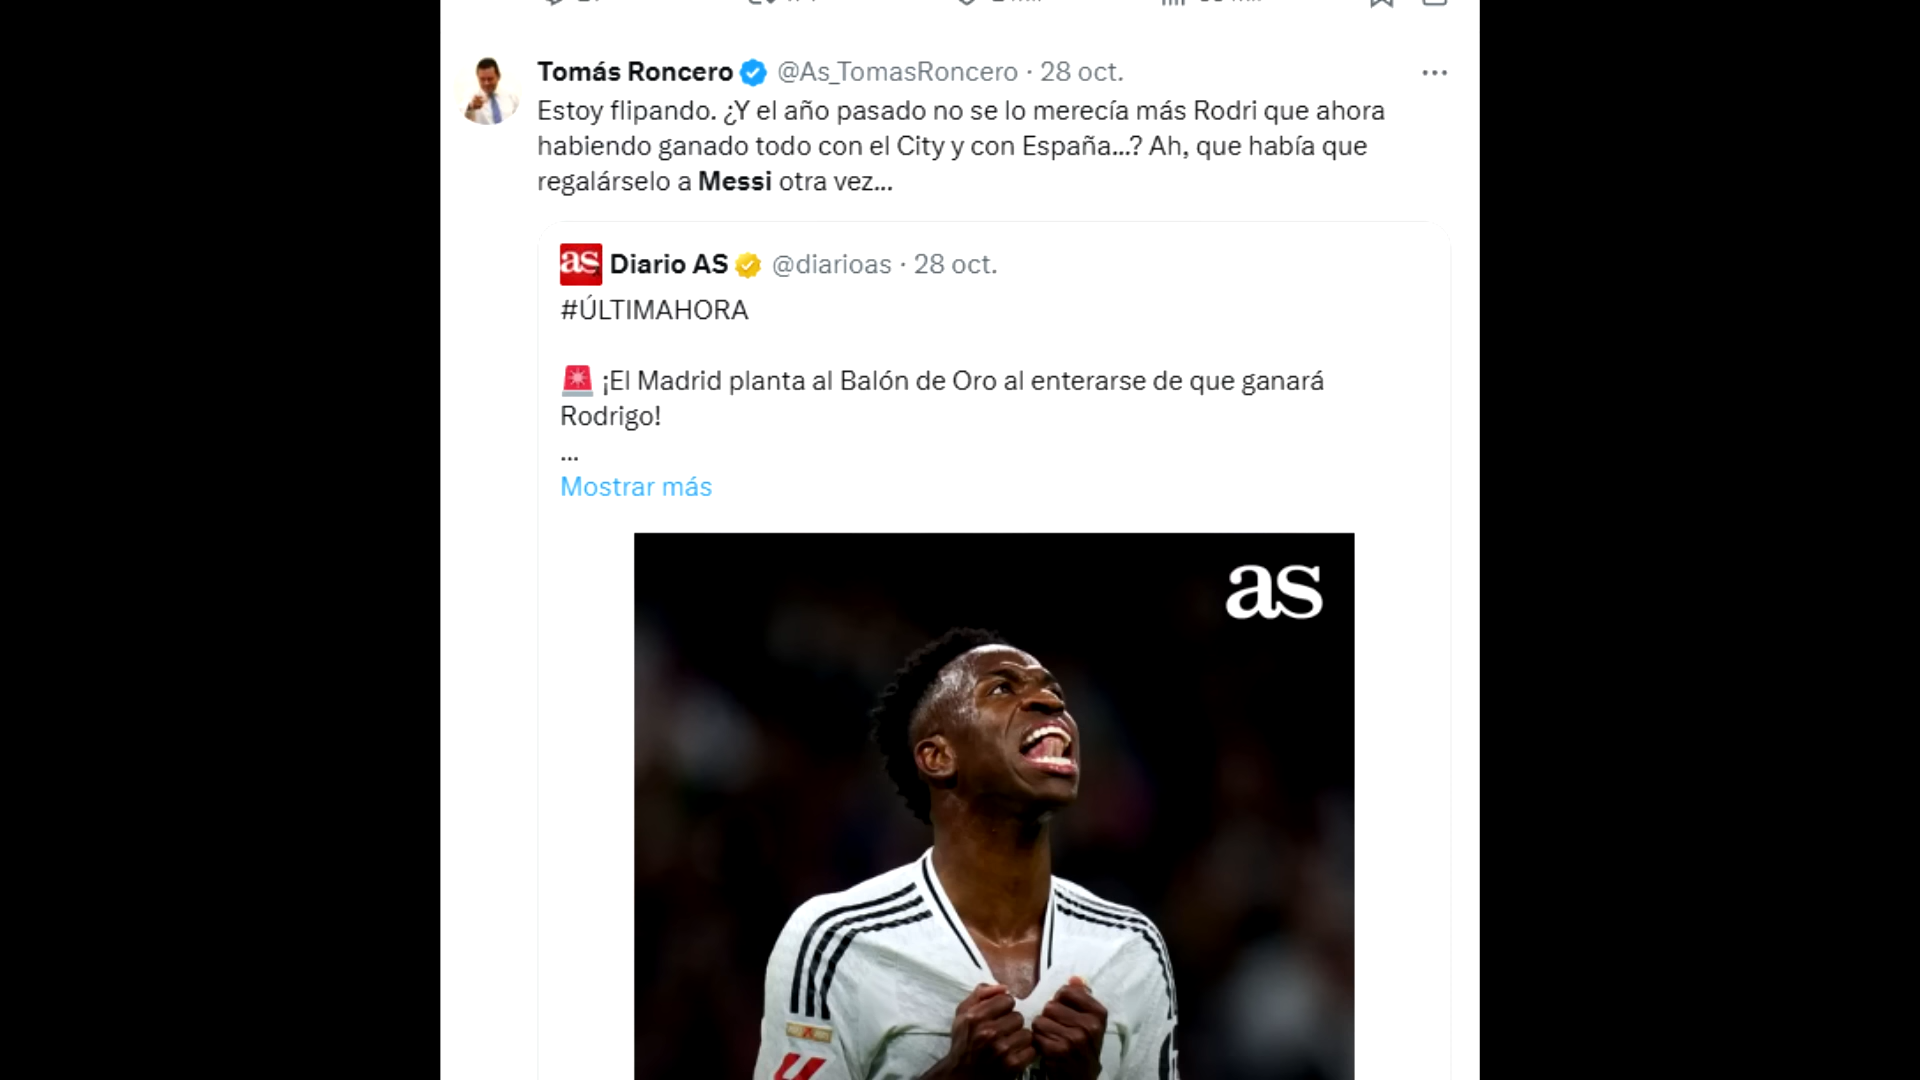 Tomás Roncero @As_TomasRoncero · 28 oct.
Estoy flipando. ¿Y el año pasado no se lo merecía más Rodri que ahora
habiendo ganado todo con el City y con España...? Ah, que había que
regalárselo a Messi otra vez...
as
Diario AS @diarioas · 28 oct.
#ÚLTIMAHORA
🚨 ¡El Madrid planta al Balón de Oro al enterarse de que ganará
Rodrigo!
...
Mostrar más
as